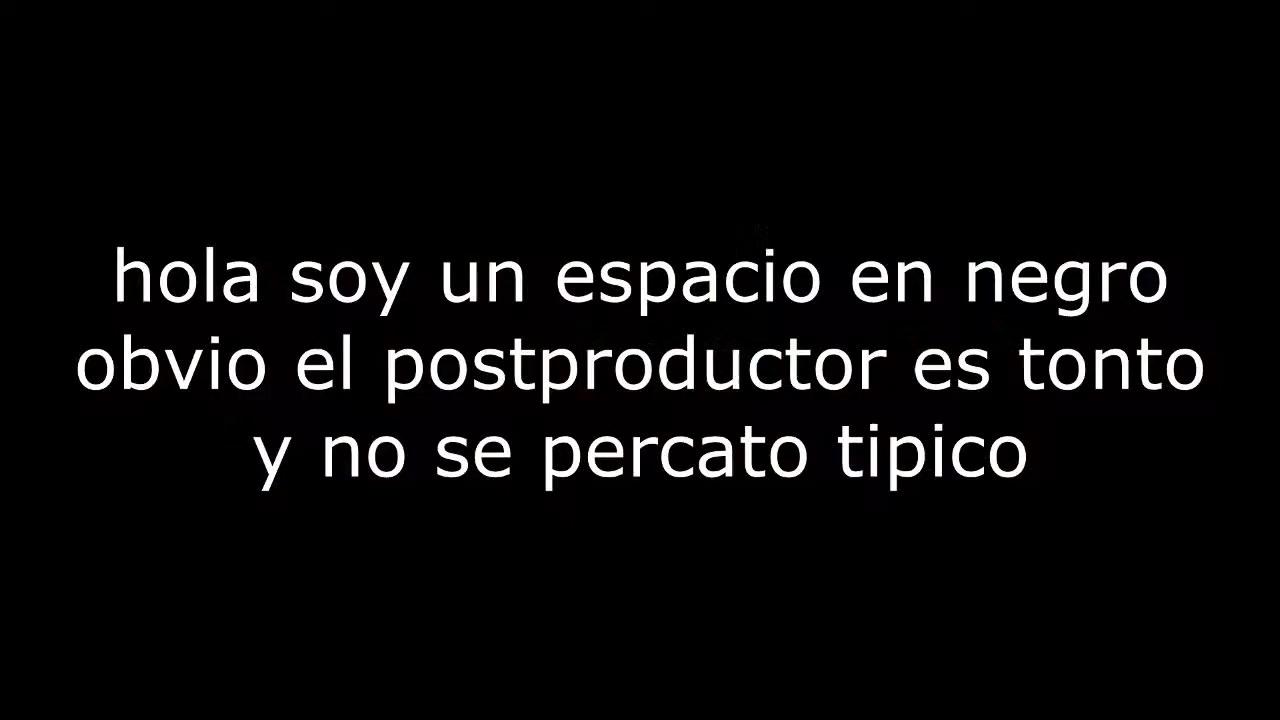 hola soy un espacio en negro
obvio el postproductor es tonto
y no se percato tipico